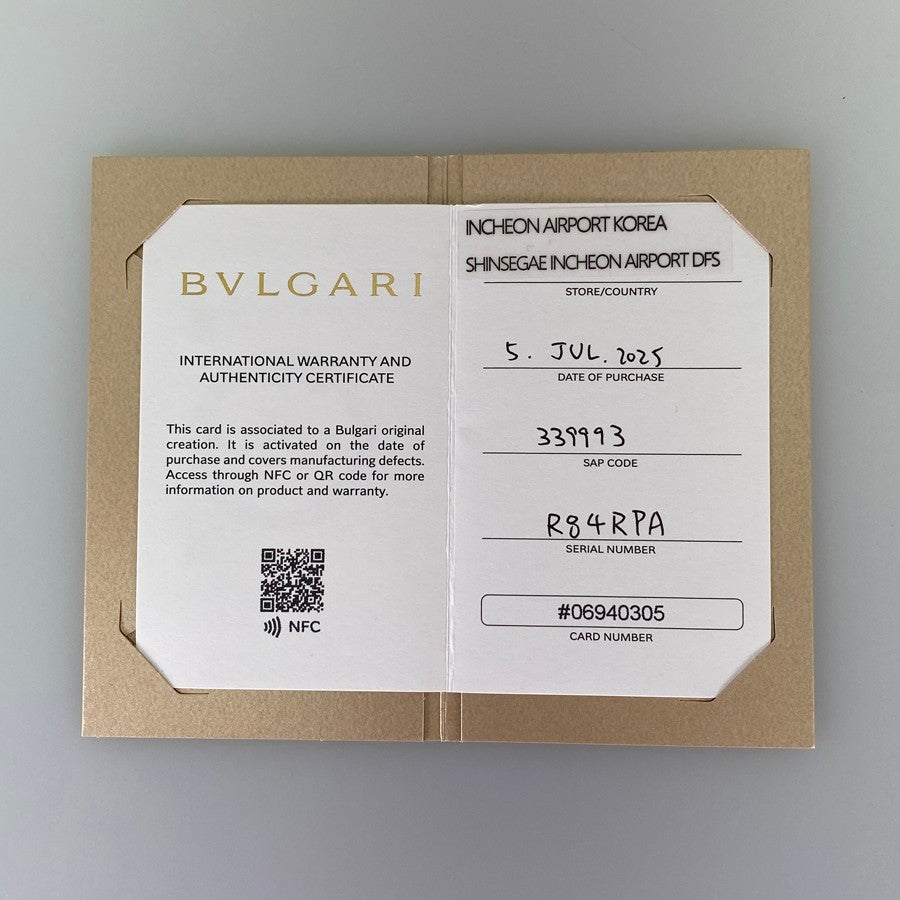 BVLGARI
INTERNATIONAL WARRANTY AND
AUTHENTICITY CERTIFICATE
This card is associated to a Bulgari original
creation. It is activated on the date of
purchase and covers manufacturing defects.
Access through NFC or QR code for more
information on product and warranty.
NFC
INCHEON AIRPORT KOREA
SHINSEGAE INCHEON AIRPORT DFS
STORE/COUNTRY
5. JUL. 2025
DATE OF PURCHASE
339993
SAP CODE
R84RPA
SERIAL NUMBER
#06940305
CARD NUMBER